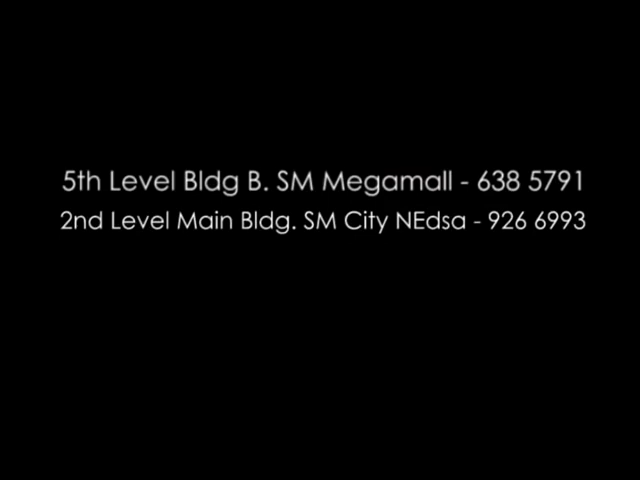 5th Level Bldg B. SM Megamall - 638 5791
2nd Level Main Bldg. SM City NEdsa - 926 6993